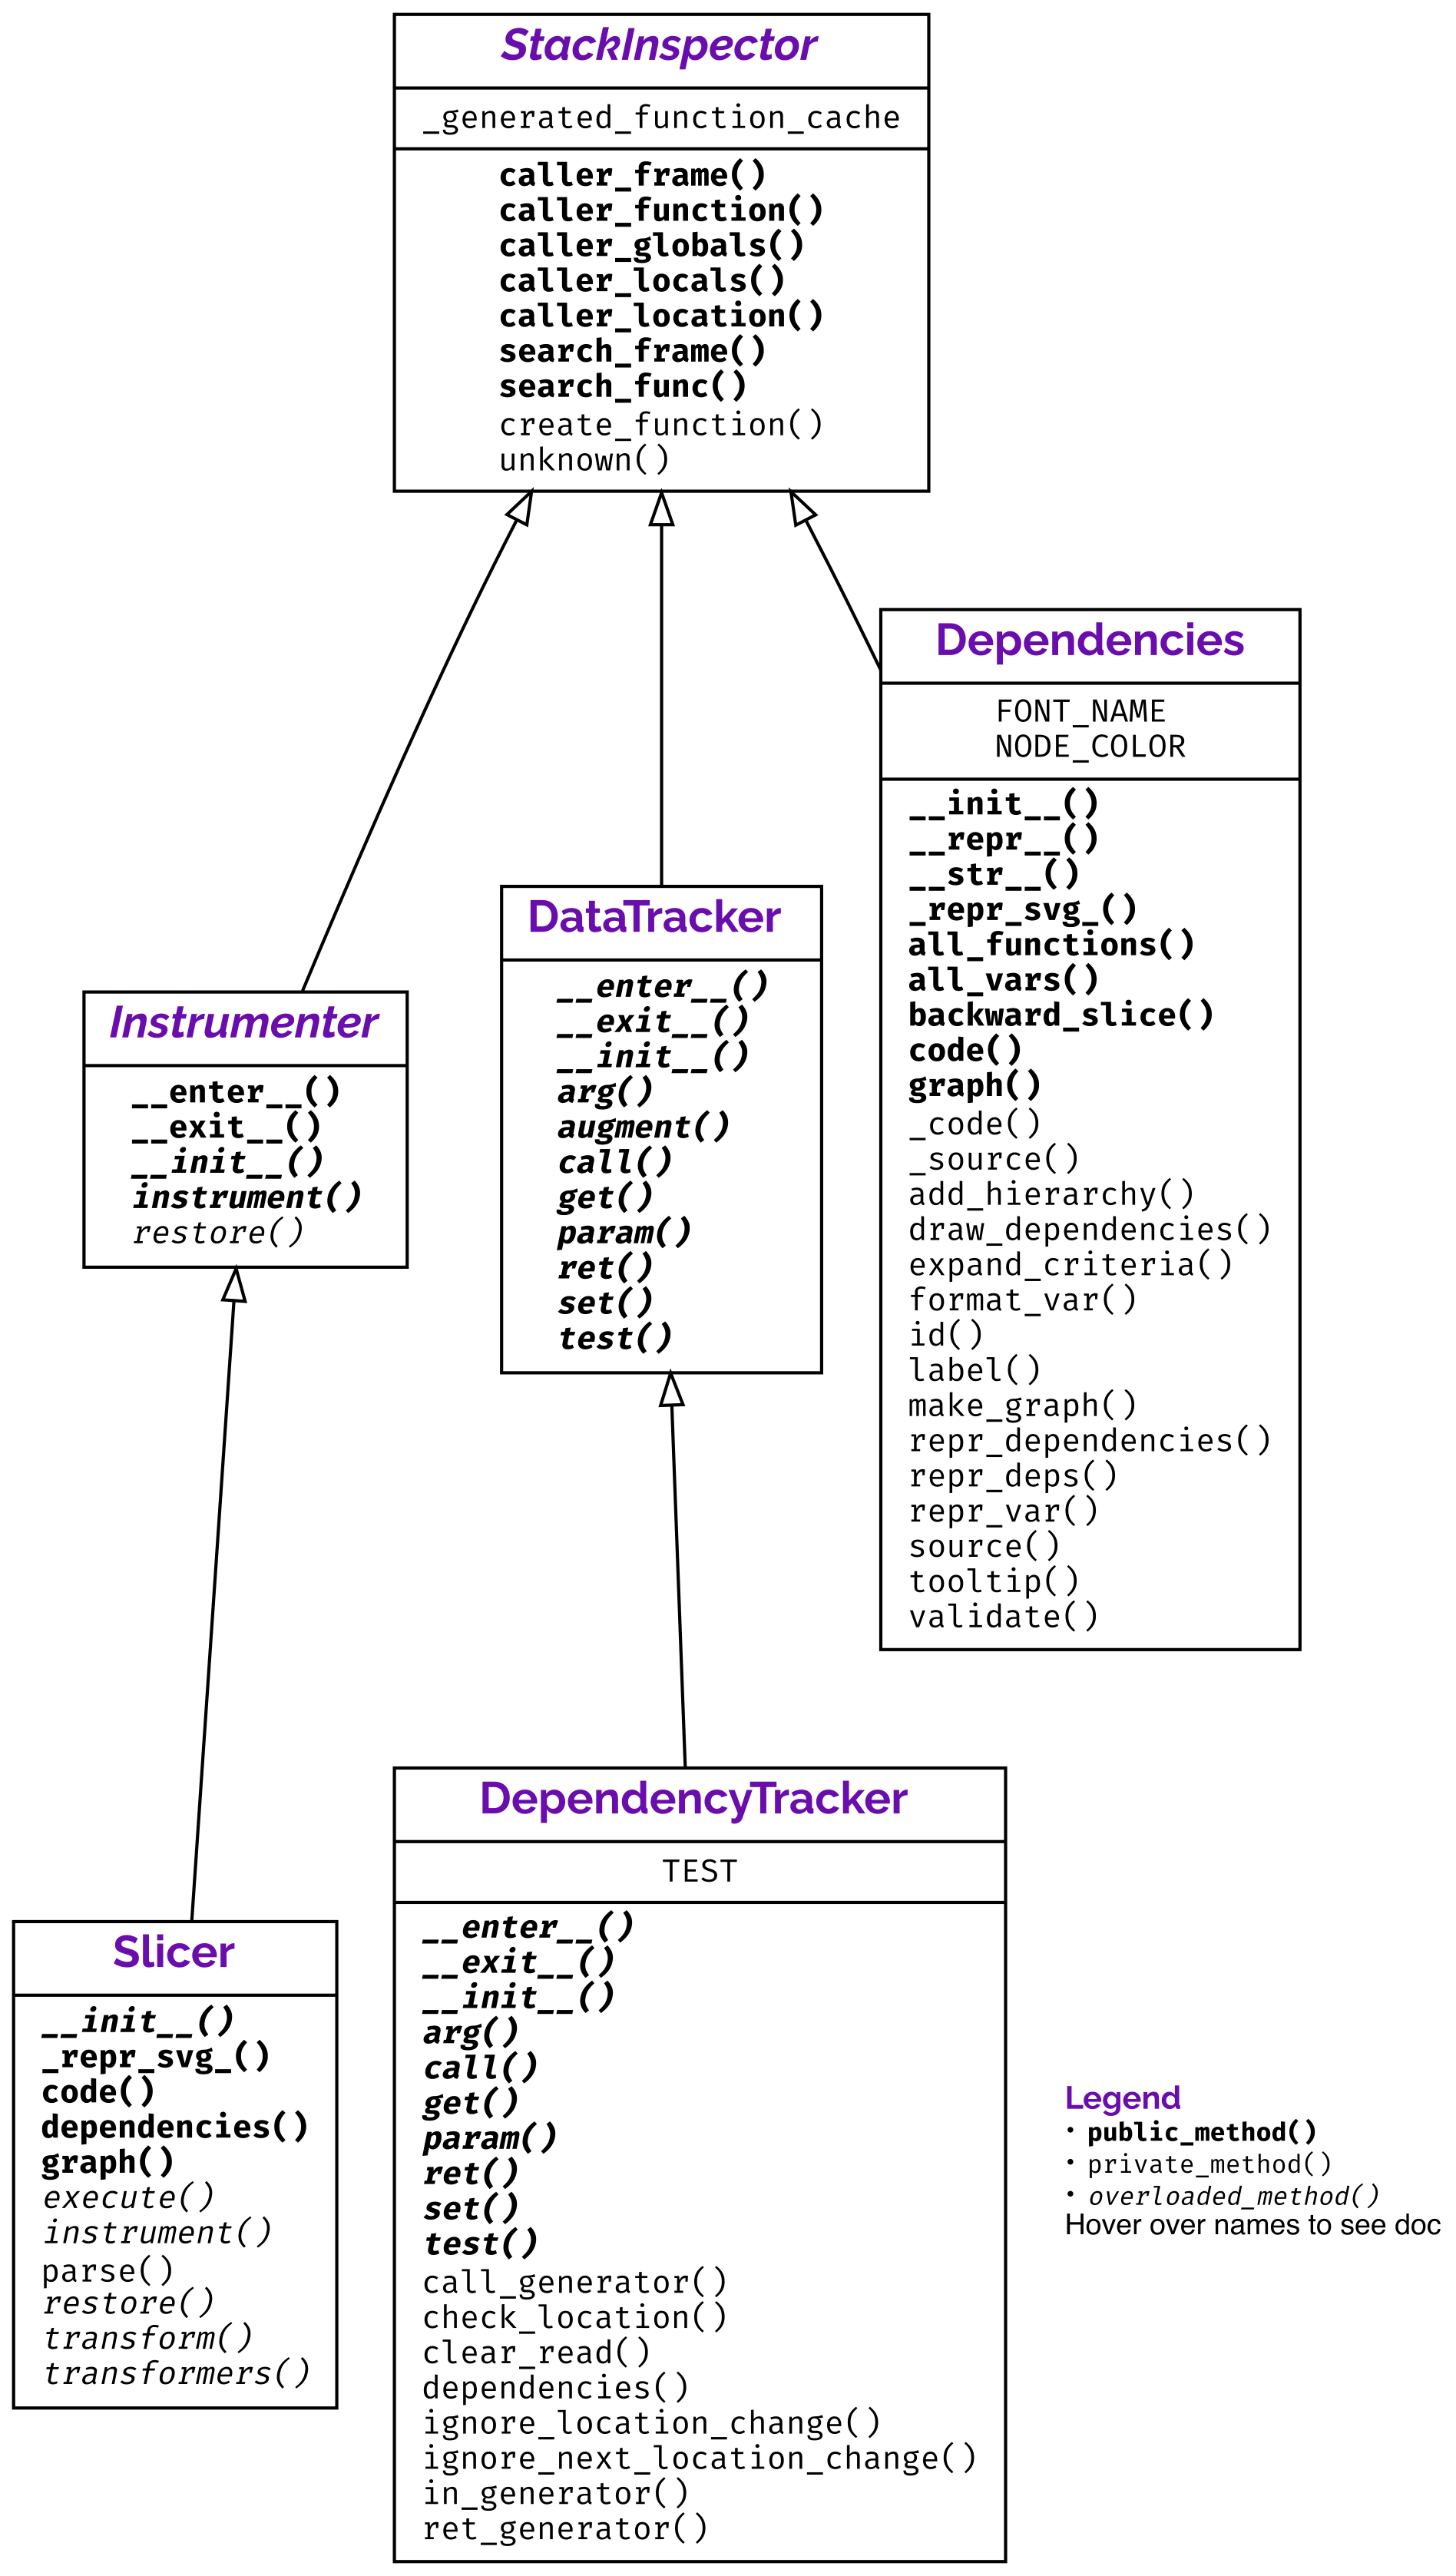 StackInspector
_generated_function_cache
caller_frame()
caller_function()
caller_globals()
caller_locals()
caller_location()
search_frame()
search_func()
create_function()
unknown()
Dependencies
FONT_NAME
NODE_COLOR
__init__()
__repr__()
__str__()
_repr_svg_()
all_functions()
all_vars()
backward_slice()
code()
graph()
_code()
_source()
add_hierarchy()
draw_dependencies()
expand_criteria()
format_var()
id()
label()
make_graph()
repr_dependencies()
repr_deps()
repr_var()
source()
tooltip()
validate()
DataTracker
__enter__()
__exit__()
__init__()
arg()
augment()
call()
get()
param()
ret()
set()
test()
Instrumenter
__enter__()
__exit__()
__init__()
instrument()
restore()
DependencyTracker
TEST
__enter__()
__exit__()
__init__()
arg()
call()
get()
param()
ret()
set()
test()
call_generator()
check_location()
clear_read()
dependencies()
ignore_location_change()
ignore_next_location_change()
in_generator()
ret_generator()
Slicer
__init__()
_repr_svg_()
code()
dependencies()
graph()
execute()
instrument()
parse()
restore()
transform()
transformers()
Legend
• public_method()
• private_method()
• overloaded_method()
Hover over names to see doc